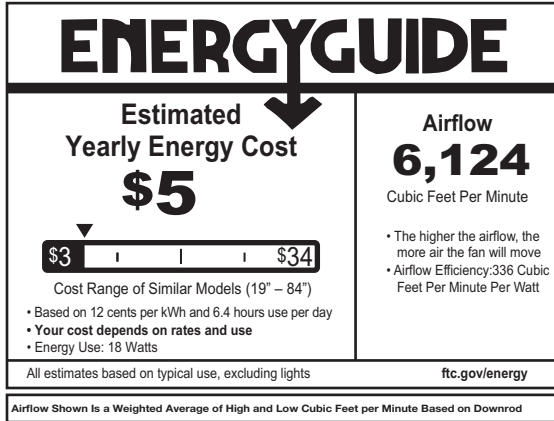 ENERGYGUIDE
Estimated
Yearly Energy Cost
$5
$3 $34
Cost Range of Similar Models (19” – 84”)
• Based on 12 cents per kWh and 6.4 hours use per day
• Your cost depends on rates and use
• Energy Use: 18 Watts
Airflow
6,124
Cubic Feet Per Minute
• The higher the airflow, the
more air the fan will move
• Airflow Efficiency:336 Cubic
Feet Per Minute Per Watt
All estimates based on typical use, excluding lights
ftc.gov/energy
Airflow Shown Is a Weighted Average of High and Low Cubic Feet per Minute Based on Downrod